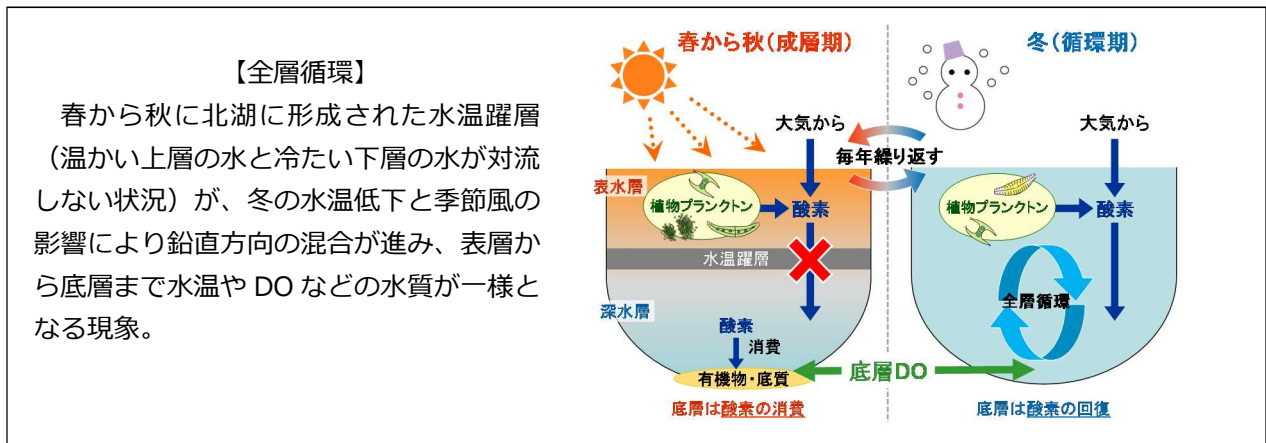 【全層循環】
春から秋に北湖に形成された水温躍層
（温かい上層の水と冷たい下層の水が対流
しない状況）が、冬の水温低下と季節風の
影響により鉛直方向の混合が進み、表層か
ら底層まで水温や DO などの水質が一様と
なる現象。
春から秋(成層期)
大気から
表水層
植物プランクトン
酸素
水温躍層
深水層
酸素
消費
有機物・底質
底層は酸素の消費
毎年繰り返す
底層DO
冬(循環期)
大気から
植物プランクトン
酸素
全層循環
底層は酸素の回復